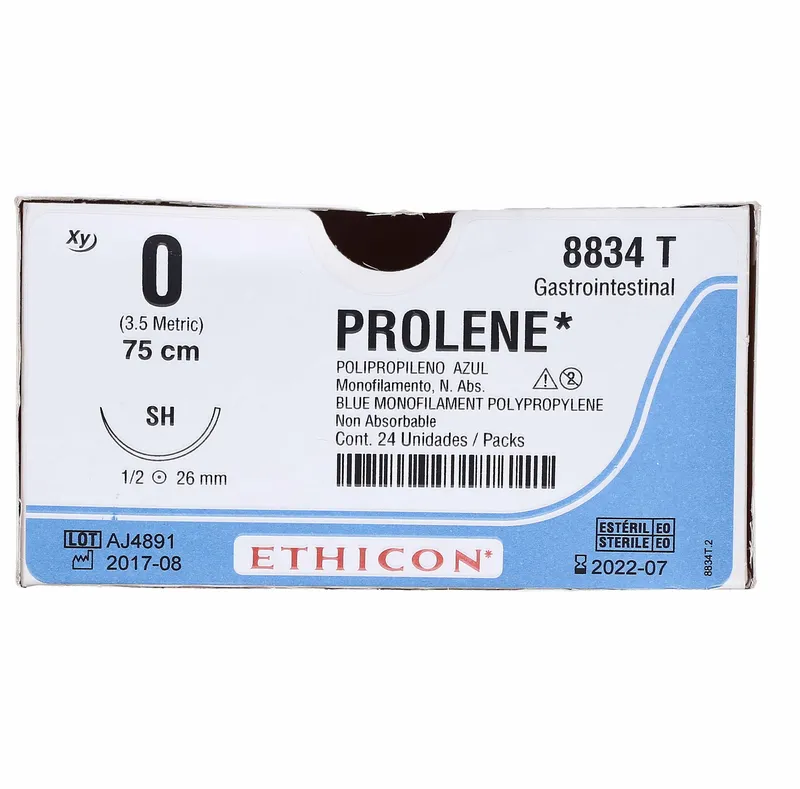 Xy
0
(3.5 Metric)
75 cm
SH
1/2 26 mm
8834 T
Gastrointestinal
PROLENE*
POLIPROPILENO AZUL
Monofilamento, N. Abs.
BLUE MONOFILAMENT POLYPROPYLENE
Non Absorbable
Cont. 24 Unidades / Packs
LOT AJ4891
2017-08
ETHICON*
ESTÉRIL EO
STERILE EO
2022-07
8834T.2